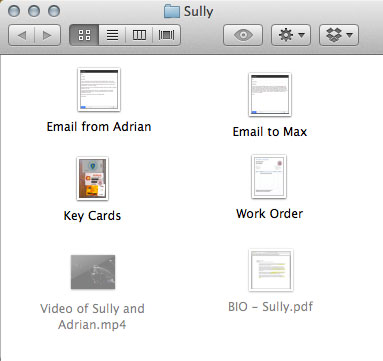 Sully
Email from Adrian
Email to Max
Key Cards
Work Order
Video of Sully and
Adrian.mp4
BIO - Sully.pdf